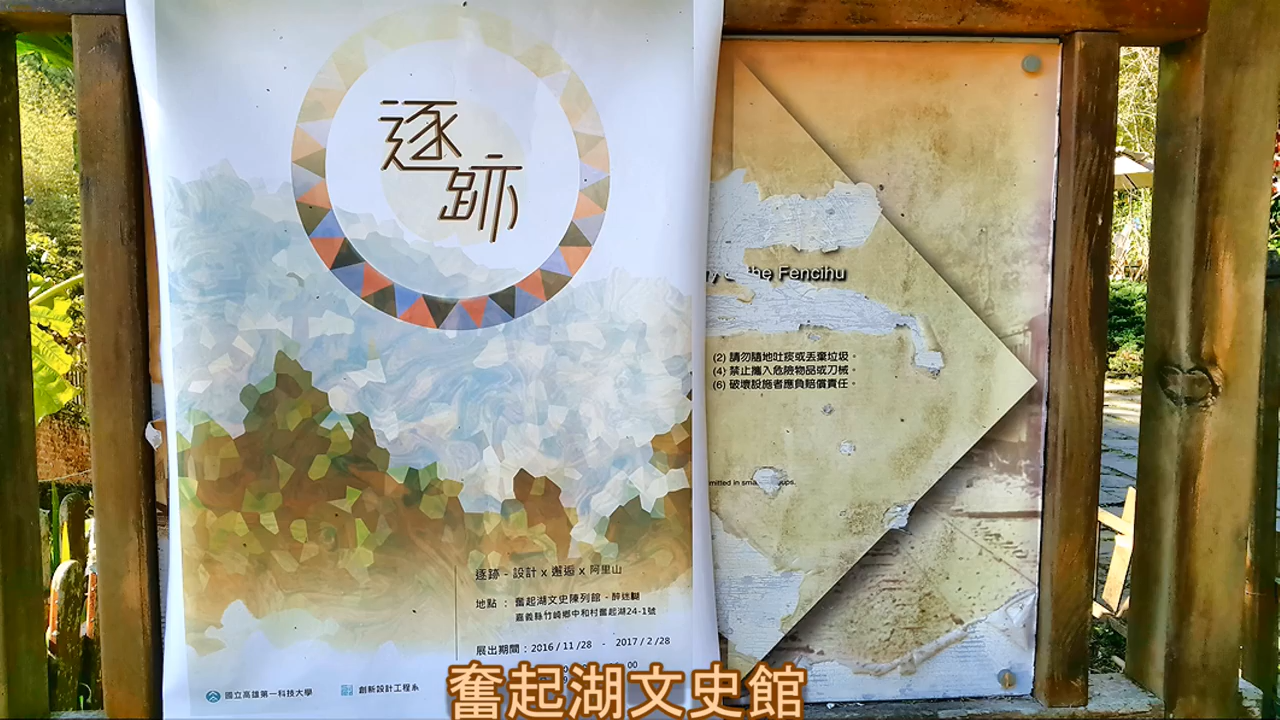 逐
跡
the Fencihu
(2) 請勿隨地吐痰或丟棄垃圾。
(4) 禁止攜入危險物品或刀械。
(6) 破壞設施者應負賠償責任。
逐跡 - 設計 x 邂逅 x 阿里山
地點 : 奮起湖文史陳列館 - 醉迷糊
嘉義縣竹崎鄉中和村奮起湖24-1號
展出期間 : 2016 / 11 /28 - 2017 / 2 /28
國立高雄第一科技大學
創新設計工程系
奮起湖文史館